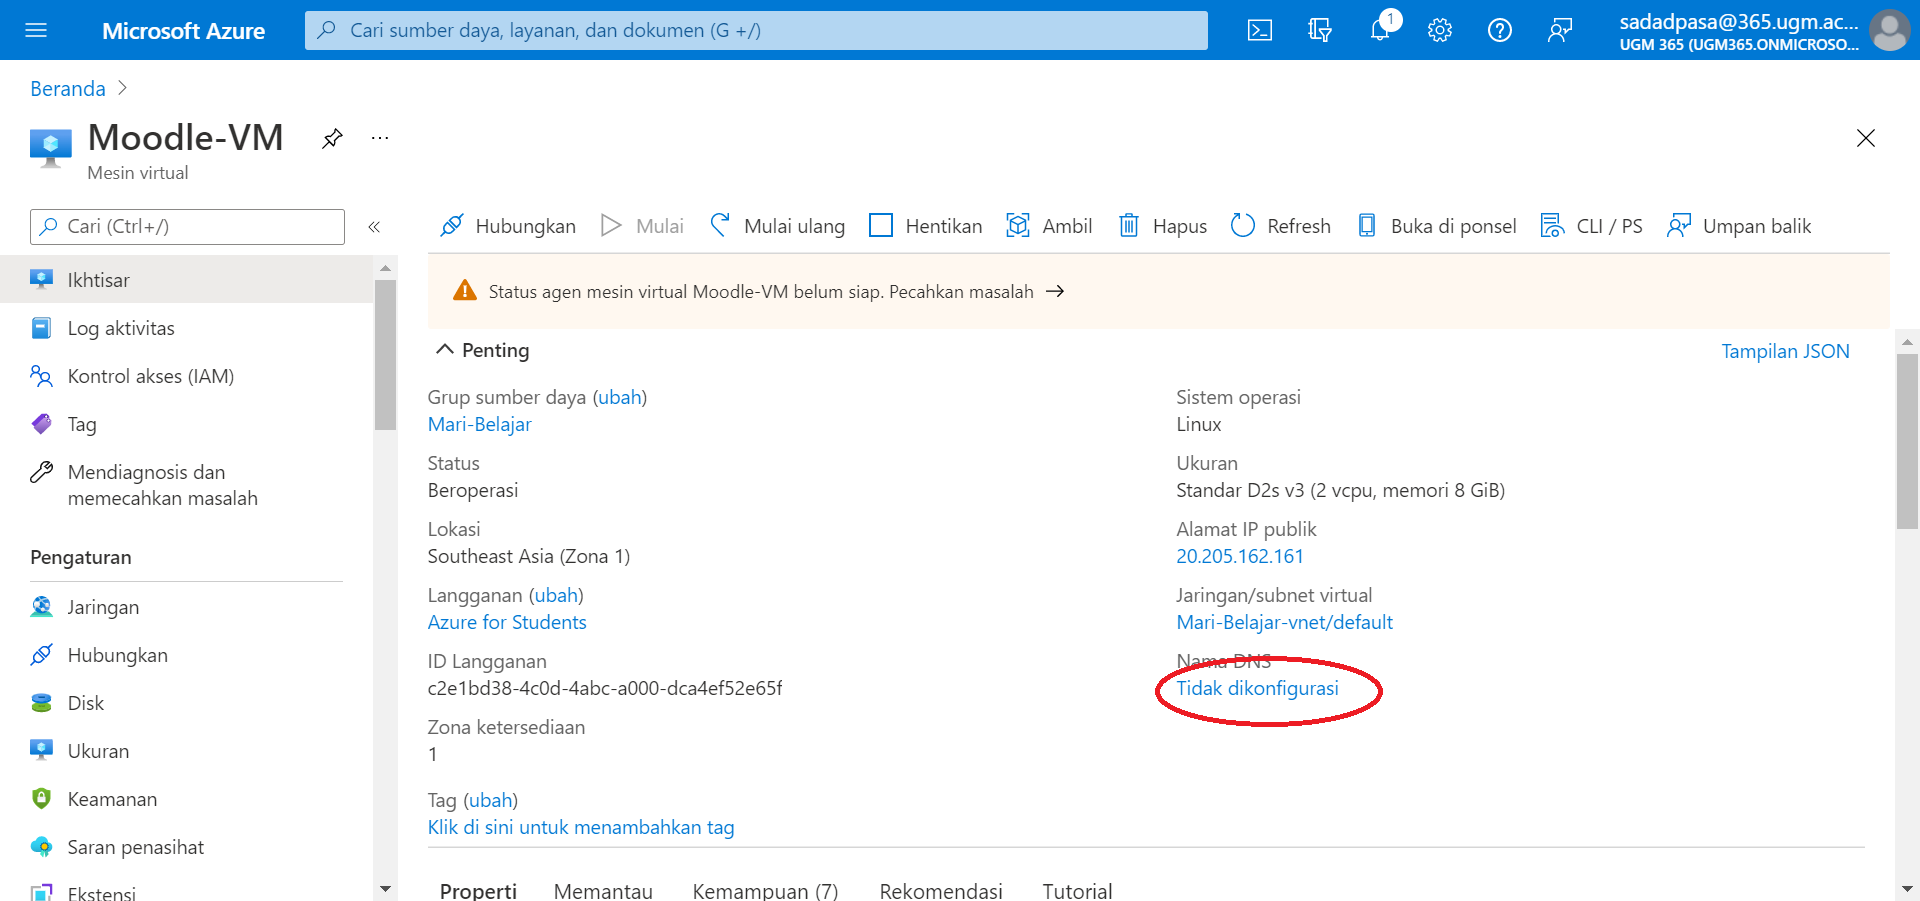 Microsoft Azure
Cari sumber daya, layanan, dan dokumen (G +/)
1
sadadpasa@365.ugm.ac...
UGM 365 (UGM365.ONMICROSO...
Beranda
Moodle-VM
...
Mesin virtual
Cari (Ctrl+/)
Hubungkan
Mulai
Mulai ulang
Hentikan
Ambil
Hapus
Refresh
Buka di ponsel
CLI / PS
Umpan balik
Ikhtisar
Log aktivitas
Kontrol akses (IAM)
Tag
Mendiagnosis dan
memecahkan masalah
Pengaturan
Jaringan
Hubungkan
Disk
Ukuran
Keamanan
Saran penasihat
Ekstensi
Status agen mesin virtual Moodle-VM belum siap. Pecahkan masalah →
Penting
Tampilan JSON
Grup sumber daya (ubah)
Mari-Belajar
Status
Beroperasi
Lokasi
Southeast Asia (Zona 1)
Langganan (ubah)
Azure for Students
ID Langganan
c2e1bd38-4c0d-4abc-a000-dca4ef52e65f
Zona ketersediaan
1
Sistem operasi
Linux
Ukuran
Standar D2s v3 (2 vcpu, memori 8 GiB)
Alamat IP publik
20.205.162.161
Jaringan/subnet virtual
Mari-Belajar-vnet/default
Nama DNS
Tidak dikonfigurasi
Tag (ubah)
Klik di sini untuk menambahkan tag
Properti
Memantau
Kemampuan (7)
Rekomendasi
Tutorial